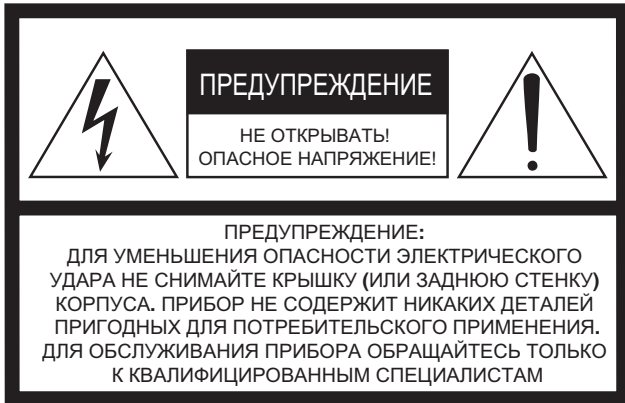 ПРЕДУПРЕЖДЕНИЕ
НЕ ОТКРЫВАТЬ!
ОПАСНОЕ НАПРЯЖЕНИЕ!
ПРЕДУПРЕЖДЕНИЕ:
ДЛЯ УМЕНЬШЕНИЯ ОПАСНОСТИ ЭЛЕКТРИЧЕСКОГО
УДАРА НЕ СНИМАЙТЕ КРЫШКУ (ИЛИ ЗАДНЮЮ СТЕНКУ)
КОРПУСА. ПРИБОР НЕ СОДЕРЖИТ НИКАКИХ ДЕТАЛЕЙ
ПРИГОДНЫХ ДЛЯ ПОТРЕБИТЕЛЬСКОГО ПРИМЕНЕНИЯ.
ДЛЯ ОБСЛУЖИВАНИЯ ПРИБОРА ОБРАЩАЙТЕСЬ ТОЛЬКО
К КВАЛИФИЦИРОВАННЫМ СПЕЦИАЛИСТАМ